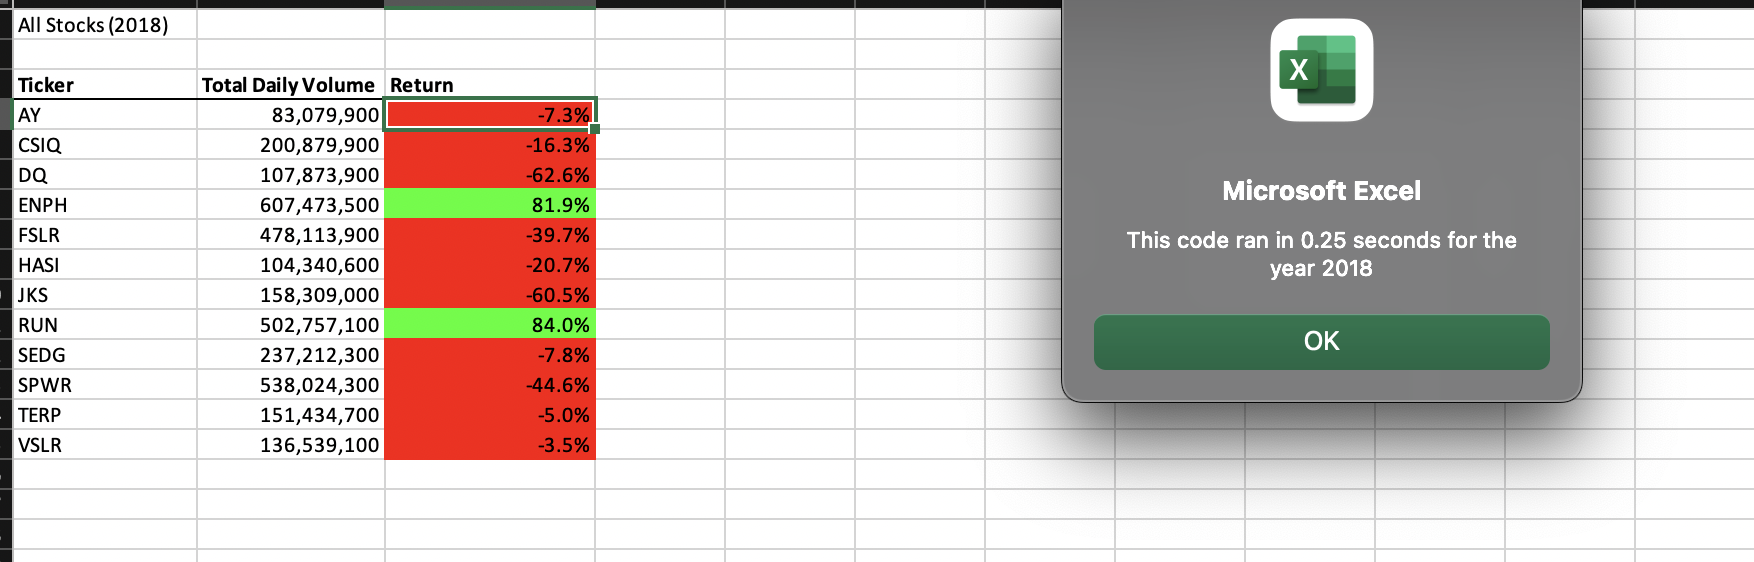 All Stocks (2018)
Ticker Total Daily Volume Return
AY 83,079,900 -7.3%
CSIQ 200,879,900 -16.3%
DQ 107,873,900 -62.6%
ENPH 607,473,500 81.9%
FSLR 478,113,900 -39.7%
HASI 104,340,600 -20.7%
JKS 158,309,000 -60.5%
RUN 502,757,100 84.0%
SEDG 237,212,300 -7.8%
SPWR 538,024,300 -44.6%
TERP 151,434,700 -5.0%
VSLR 136,539,100 -3.5%
X
Microsoft Excel
This code ran in 0.25 seconds for the
year 2018
OK